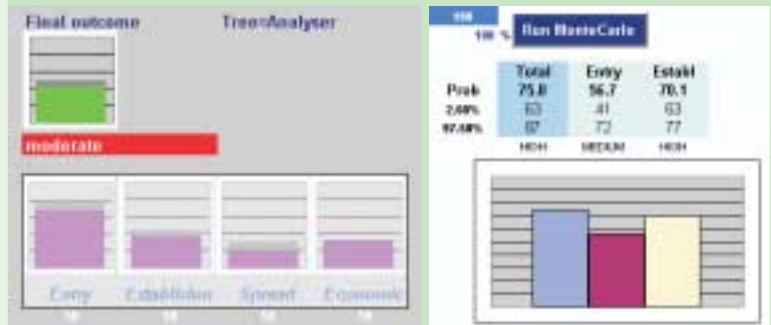 Final outcome Tree=Analyser
moderate
Entry Establishm Spread Economic
100 %
Run MonteCarlo
Total Entry Establ
Prob 75.8 56.7 70.1
2.50% 63 41 63
97.50% 87 72 77
HIGH MEDIUM HIGH